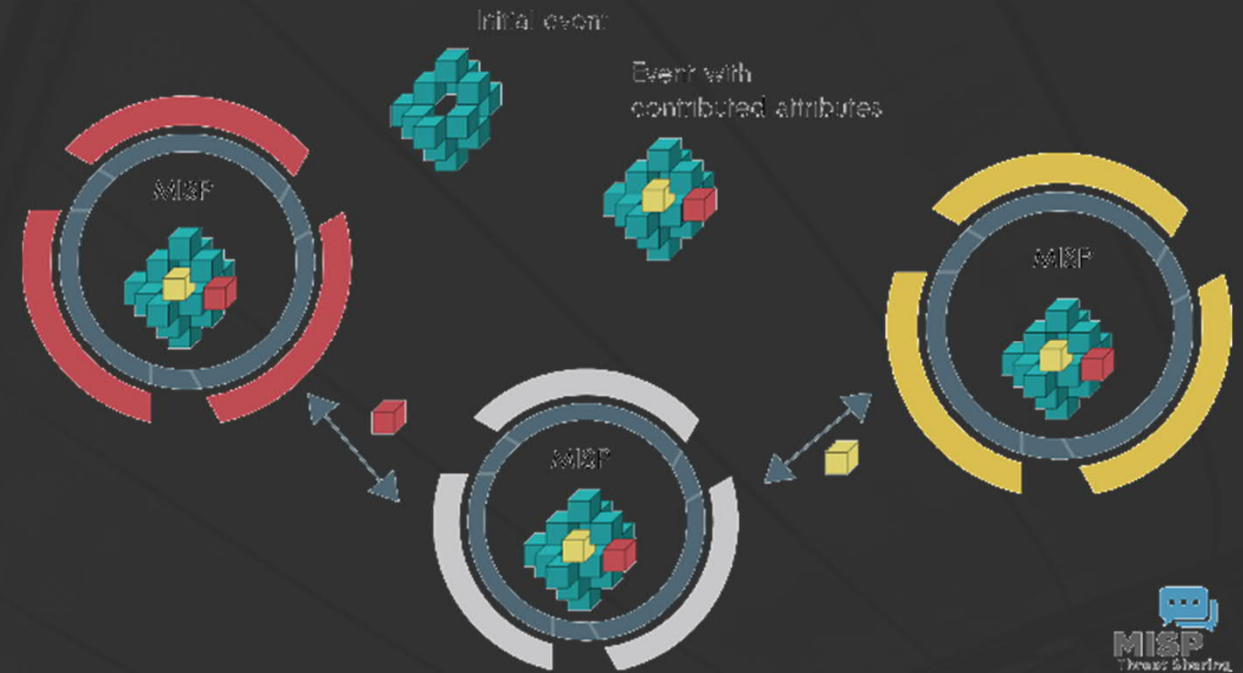 Initial event
Event with
contributed attributes
MISP
MISP
MISP
MISP
Threat Sharing